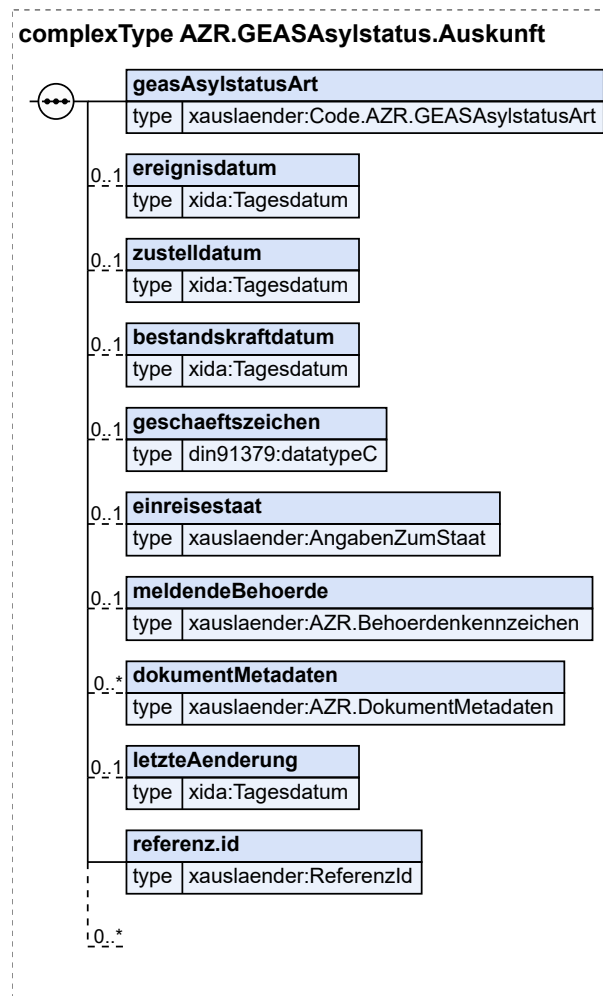 complexType AZR.GEASAsylstatus.Auskunft
geasAsylstatusArt
type xauslaender:Code.AZR.GEASAsylstatusArt
0..1 ereignisdatum
type xida:Tagesdatum
0..1 zustelldatum
type xida:Tagesdatum
0..1 bestandskraftdatum
type xida:Tagesdatum
0..1 geschaeftszeichen
type din91379:datatypeC
0..1 einreisestaat
type xauslaender:AngabenZumStaat
0..1 meldendeBehoerde
type xauslaender:AZR.Behoerdenkennzeichen
0..* dokumentMetadaten
type xauslaender:AZR.DokumentMetadaten
0..1 letzteAenderung
type xida:Tagesdatum
referenz.id
type xauslaender:ReferenzId
0..*